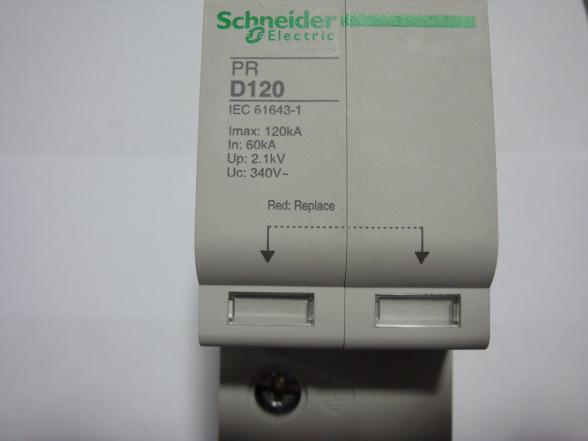 Schneider
Electric
PR
D120
IEC 61643-1
Imax: 120kA
In: 60kA
Up: 2.1kV
Uc: 340V~
Red: Replace